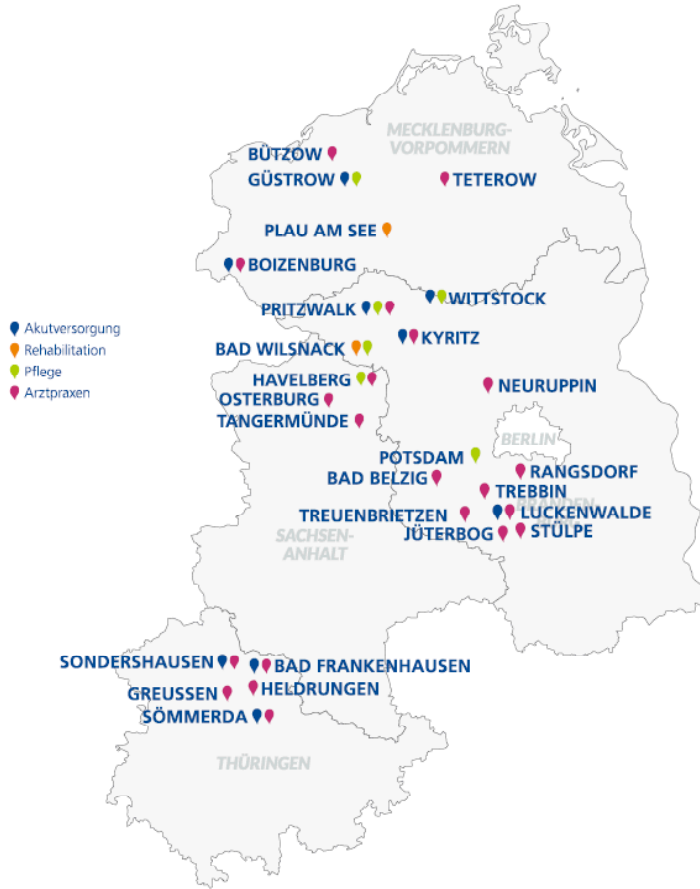 MECKLENBURG-
VORPOMMERN
BÜTZOW
GÜSTROW
TETEROW
PLAU AM SEE
BOIZENBURG
WITTSTOCK
PRITZWALK
Akutversorgung
KYRITZ
Rehabilitation
BAD WILSNACK
Pflege
HAVELBERG
NEURUPPIN
Arztpraxen
OSTERBURG
TANGERMÜNDE
BERLIN
POTSDAM
RANGSDORF
BAD BELZIG
TREBBIN
BRANDEN-
TREUENBRIETZEN
LUCKENWALDE
JÜTERBOG
STÜLPE
SACHSEN-
ANHALT
SONDERSHAUSEN
BAD FRANKENHAUSEN
GREUSSEN
HELDRUNGEN
SÖMMERDA
THÜRINGEN